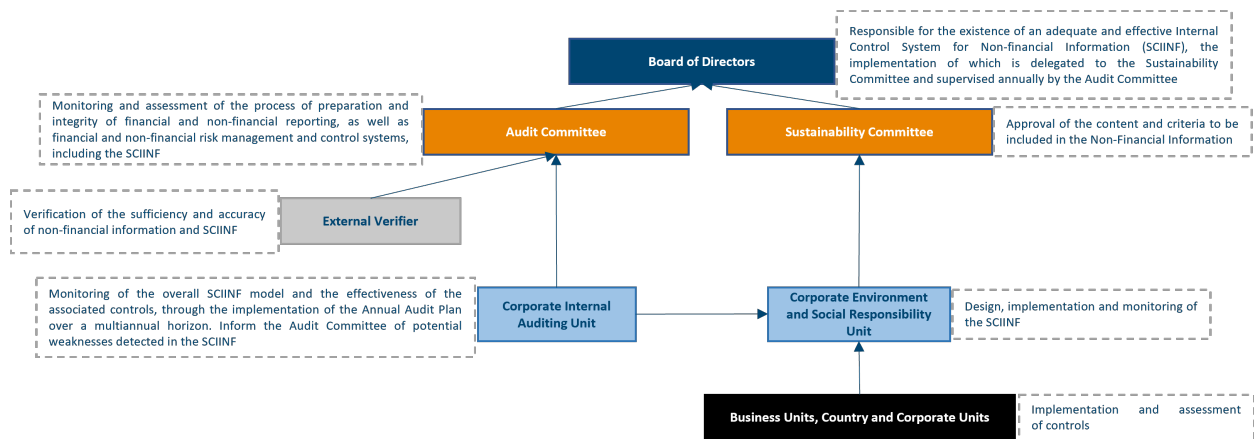 Responsible for the existence of an adequate and effective Internal
Control System for Non-financial Information (SCIINF), the
implementation of which is delegated to the Sustainability
Committee and supervised annually by the Audit Committee
Board of Directors
Monitoring and assessment of the process of preparation and
integrity of financial and non-financial reporting, as well as
financial and non-financial risk management and control systems,
including the SCIINF
Audit Committee
Sustainability Committee
Approval of the content and criteria to be
included in the Non-Financial Information
Verification of the sufficiency and accuracy
of non-financial information and SCIINF
External Verifier
Monitoring of the overall SCIINF model and the effectiveness of the
associated controls, through the implementation of the Annual Audit Plan
over a multiannual horizon. Inform the Audit Committee of potential
weaknesses detected in the SCIINF
Corporate Internal
Auditing Unit
Corporate Environment
and Social Responsibility
Unit
Design, implementation and monitoring of
the SCIINF
Business Units, Country and Corporate Units
Implementation and assessment
of controls